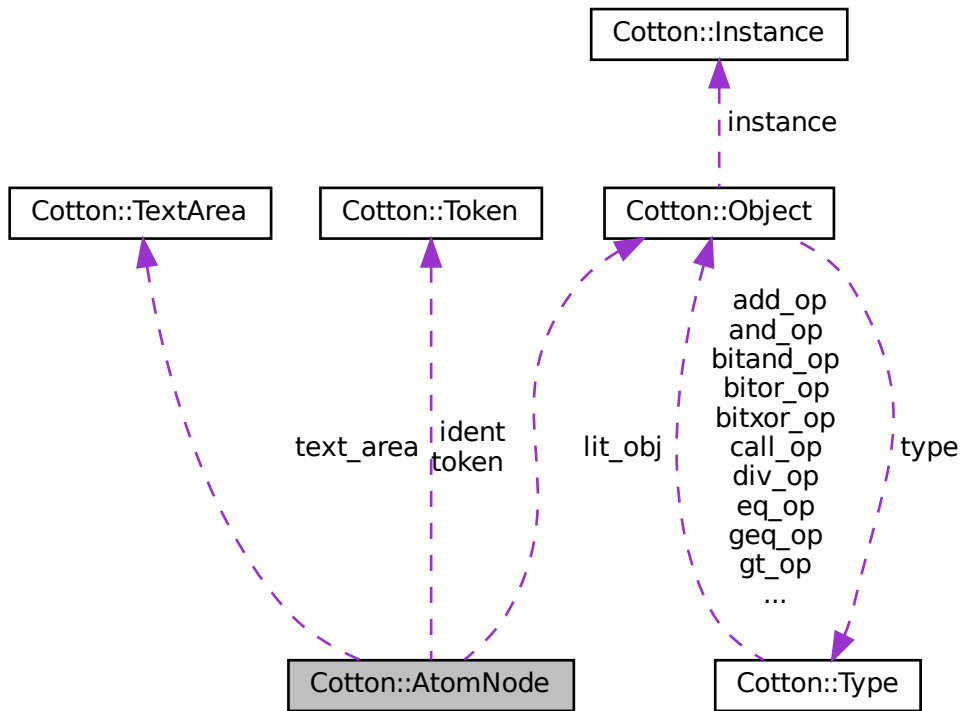 Cotton::Instance
instance
Cotton::TextArea
Cotton::Token
Cotton::Object
text_area
ident
token
lit_obj
add_op
and_op
bitand_op
bitor_op
bitxor_op
call_op
div_op
eq_op
geq_op
gt_op
...
type
Cotton::AtomNode
Cotton::Type